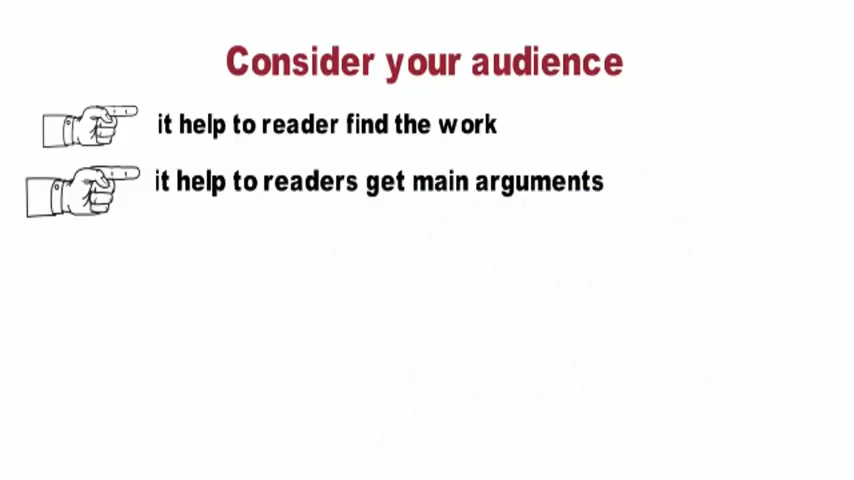 Consider your audience
it help to reader find the work
it help to readers get main arguments